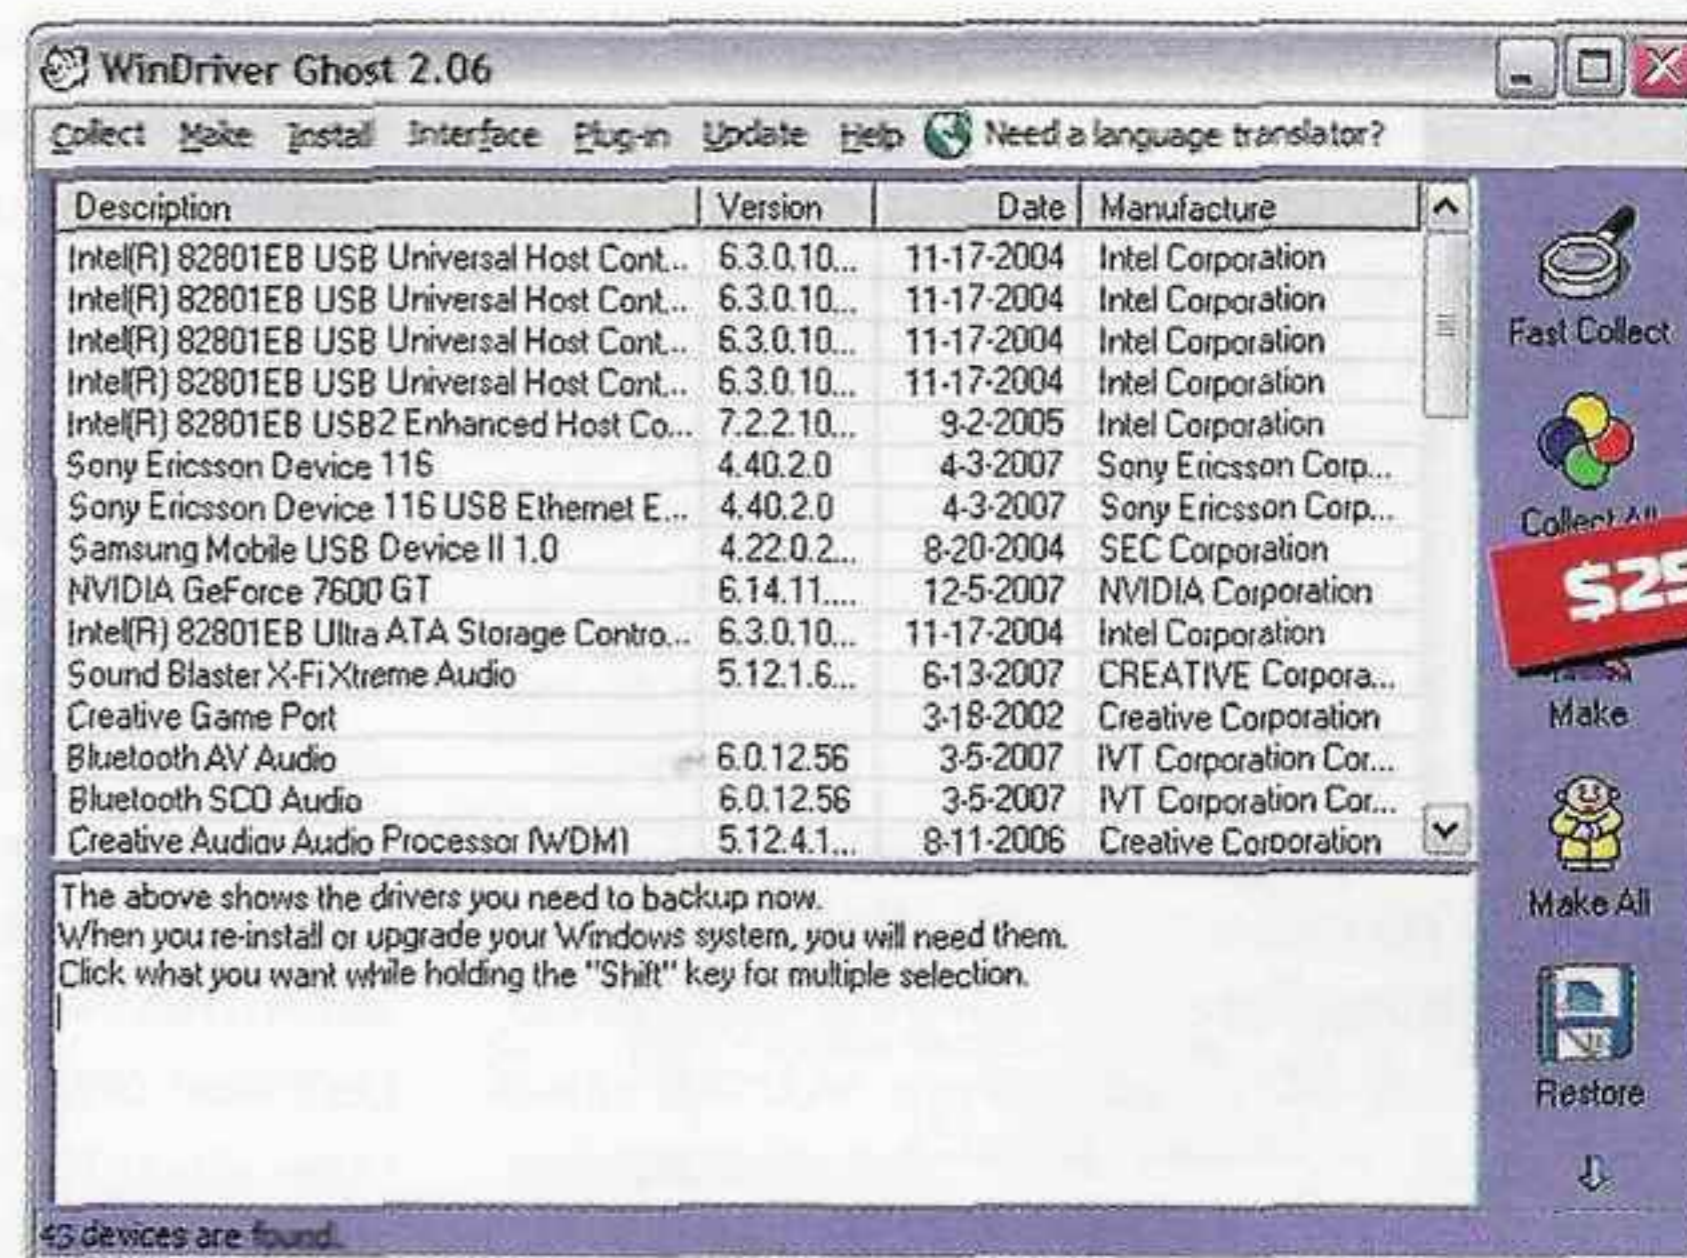 WinDriver Ghost 2.06
Collect Make Install Interface Plug-in Update Help Need a language translator?
Description Version Date Manufacture
Intel(R) 82801EB USB Universal Host Cont... 6.3.0.10... 11-17-2004 Intel Corporation
Intel(R) 82801EB USB Universal Host Cont... 6.3.0.10... 11-17-2004 Intel Corporation
Intel(R) 82801EB USB Universal Host Cont... 6.3.0.10... 11-17-2004 Intel Corporation
Intel(R) 82801EB USB Universal Host Cont... 6.3.0.10... 11-17-2004 Intel Corporation
Intel(R) 82801EB USB2 Enhanced Host Co... 7.2.2.10... 9-2-2005 Intel Corporation
Sony Ericsson Device 116 4.40.2.0 4-3-2007 Sony Ericsson Corp...
Sony Ericsson Device 116 USB Ethernet E... 4.40.2.0 4-3-2007 Sony Ericsson Corp...
Samsung Mobile USB Device II 1.0 4.22.0.2... 8-20-2004 SEC Corporation
NVIDIA GeForce 7600 GT 6.14.11.... 12-5-2007 NVIDIA Corporation
Intel(R) 82801EB Ultra ATA Storage Contro... 6.3.0.10... 11-17-2004 Intel Corporation
Sound Blaster X-Fi Xtreme Audio 5.12.1.6... 6-13-2007 CREATIVE Corpora...
Creative Game Port 3-18-2002 Creative Corporation
Bluetooth AV Audio 6.0.12.56 3-5-2007 IVT Corporation Cor...
Bluetooth SCO Audio 6.0.12.56 3-5-2007 IVT Corporation Cor...
Creative Audigy Audio Processor (WDM) 5.12.4.1... 8-11-2006 Creative Corporation
The above shows the drivers you need to backup now.
When you re-install or upgrade your Windows system, you will need them.
Click what you want while holding the "Shift" key for multiple selection.
Fast Collect
Collect All
$25
Make
Make All
Restore
devices are found.